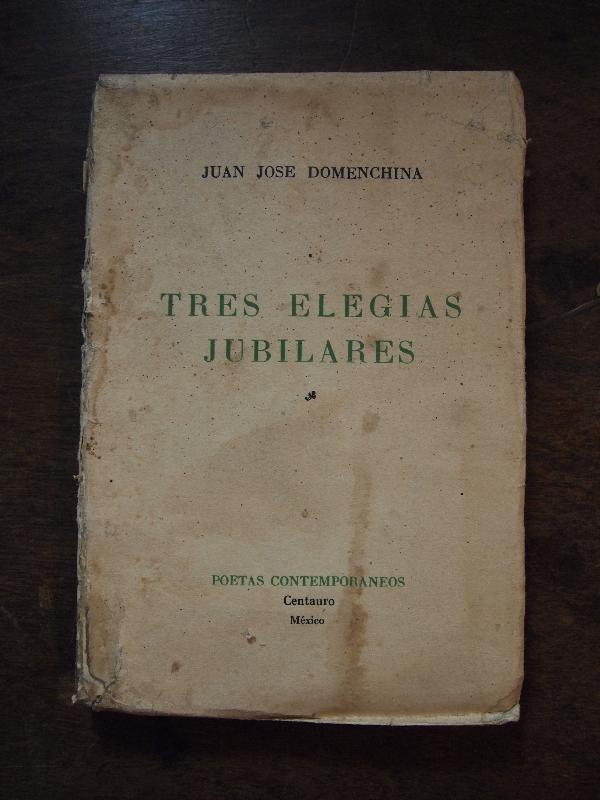 JUAN JOSE DOMENCHINA
TRES ELEGIAS
JUBILARES
POETAS CONTEMPORANEOS
Centauro
México